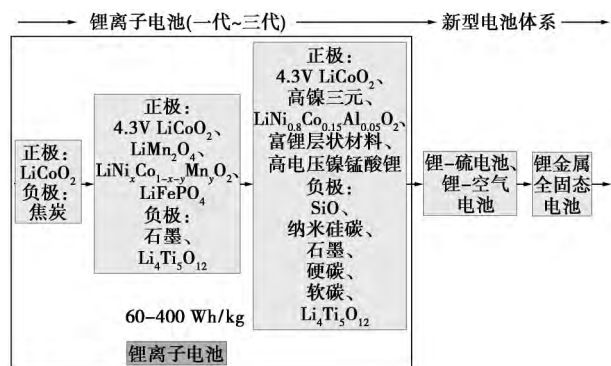 锂离子电池(一代~三代)
新型电池体系
正极：
LiCoO₂
负极：
焦炭
正极：
4.3V LiCoO₂、
LiMn₂O₄、
LiNiₓCo₁₋ₓ₋yMnyO₂、
LiFePO₄
负极：
石墨、
Li₄Ti₅O₁₂
正极：
4.3V LiCoO₂、
高镍三元、
LiNi₀.₈Co₀.₁₅Al₀.₀₅O₂、
富锂层状材料、
高电压镍锰酸锂
负极：
SiO、
纳米硅碳、
石墨、
硬碳、
软碳、
Li₄Ti₅O₁₂
锂-硫电池、
锂-空气
电池
锂金属
全固态
电池
60-400 Wh/kg
锂离子电池